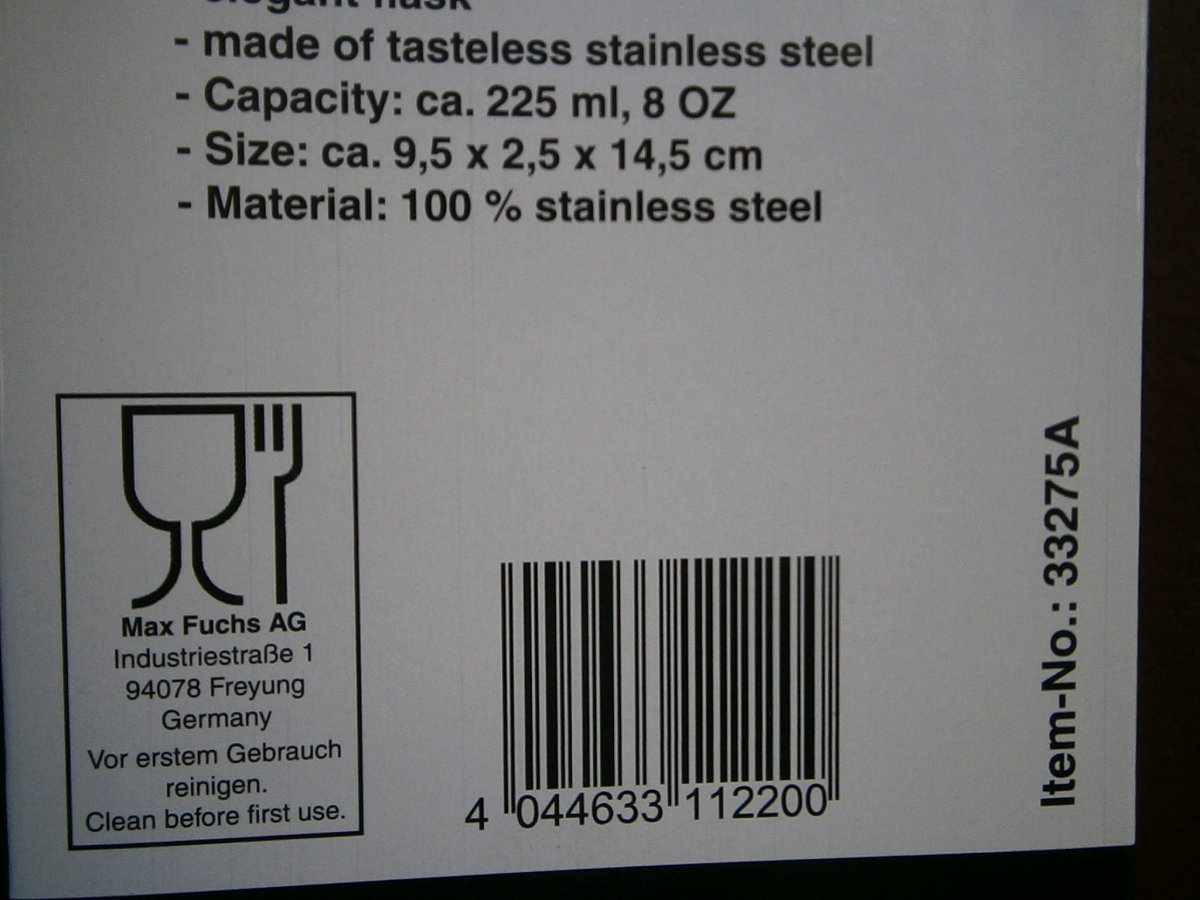 elegant flask
- made of tasteless stainless steel
- Capacity: ca. 225 ml, 8 OZ
- Size: ca. 9,5 x 2,5 x 14,5 cm
- Material: 100 % stainless steel
Max Fuchs AG
Industriestraße 1
94078 Freyung
Germany
Vor erstem Gebrauch
reinigen.
Clean before first use.
4 044633 112200
Item-No.: 33275A